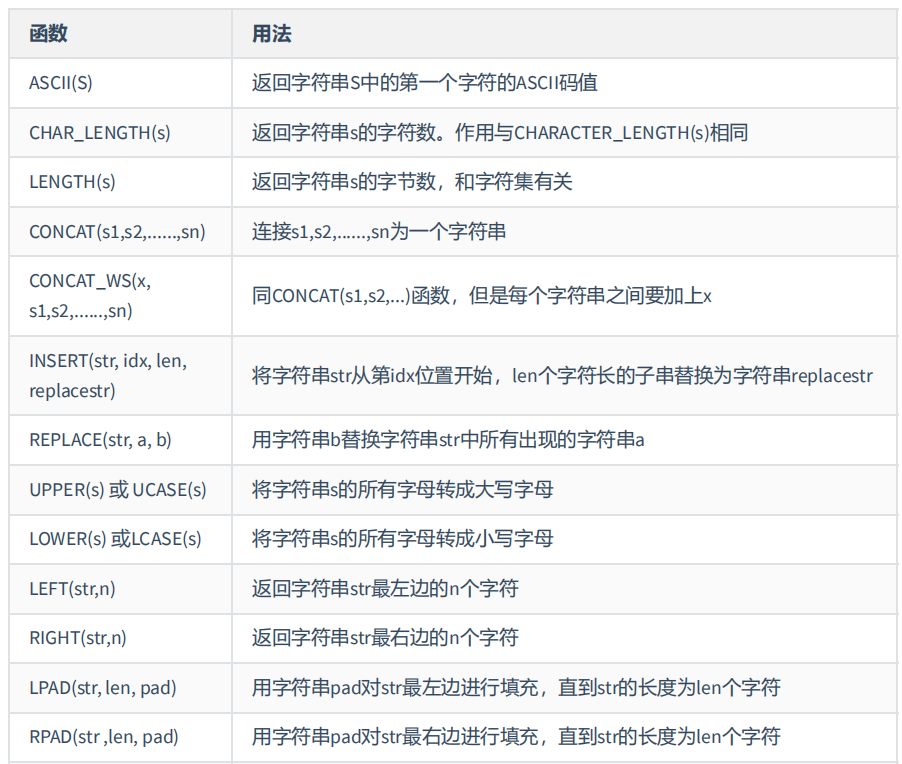 函数 用法
ASCII(S) 返回字符串S中的第一个字符的ASCII码值
CHAR_LENGTH(s) 返回字符串s的字符数。作用与CHARACTER_LENGTH(s)相同
LENGTH(s) 返回字符串s的字节数，和字符集有关
CONCAT(s1,s2,......,sn) 连接s1,s2,......,sn为一个字符串
CONCAT_WS(x,
s1,s2,......,sn)
同CONCAT(s1,s2,...)函数，但是每个字符串之间要加上x
INSERT(str, idx, len,
replacestr)
将字符串str从第idx位置开始，len个字符长的子串替换为字符串replacestr
REPLACE(str, a, b) 用字符串b替换字符串str中所有出现的字符串a
UPPER(s) 或 UCASE(s) 将字符串s的所有字母转成大写字母
LOWER(s) 或LCASE(s) 将字符串s的所有字母转成小写字母
LEFT(str,n) 返回字符串str最左边的n个字符
RIGHT(str,n) 返回字符串str最右边的n个字符
LPAD(str, len, pad) 用字符串pad对str最左边进行填充，直到str的长度为len个字符
RPAD(str ,len, pad) 用字符串pad对str最右边进行填充，直到str的长度为len个字符